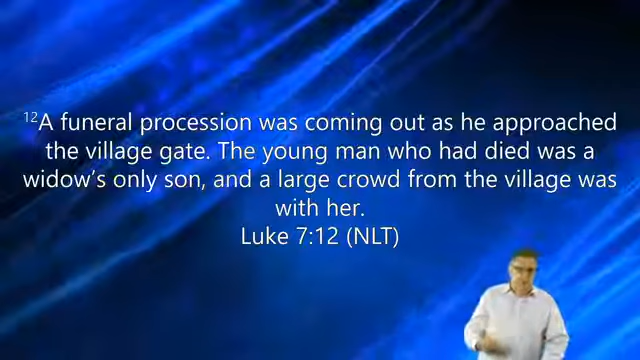 ¹²A funeral procession was coming out as he approached
the village gate. The young man who had died was a
widow’s only son, and a large crowd from the village was
with her.
Luke 7:12 (NLT)